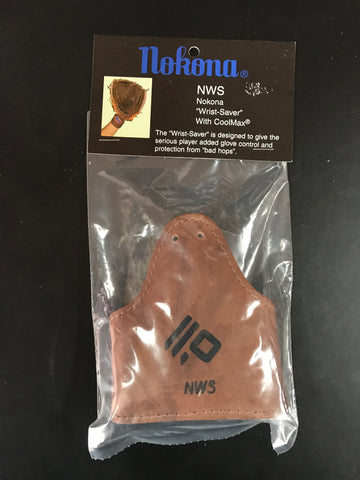 Nokona®
NWS
Nokona
"Wrist-Saver"
With CoolMax®
The "Wrist-Saver" is designed to give the
serious player added glove control and
protection from "bad hops".
NWS